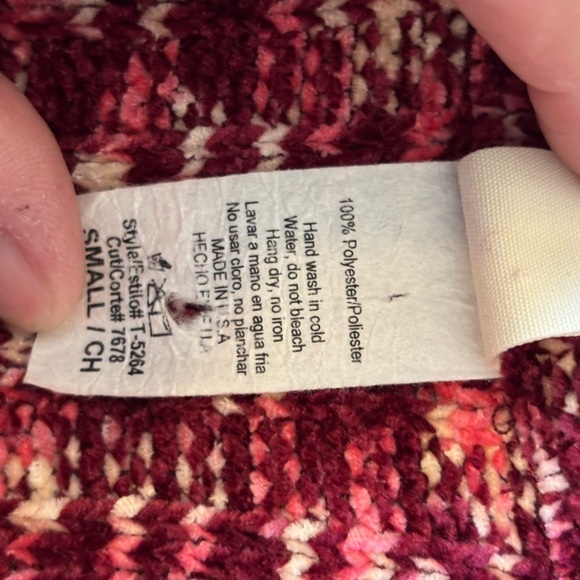 100% Polyester/Poliester
Hand wash in cold
Water, do not bleach
Hang dry, no iron
Lavar a mano en agua fria
No usar cloro, no planchar
MADE IN U.S.A
HECHO E
Style/Estilo# T-5264
Cut/Corte# 7678
SMALL / CH